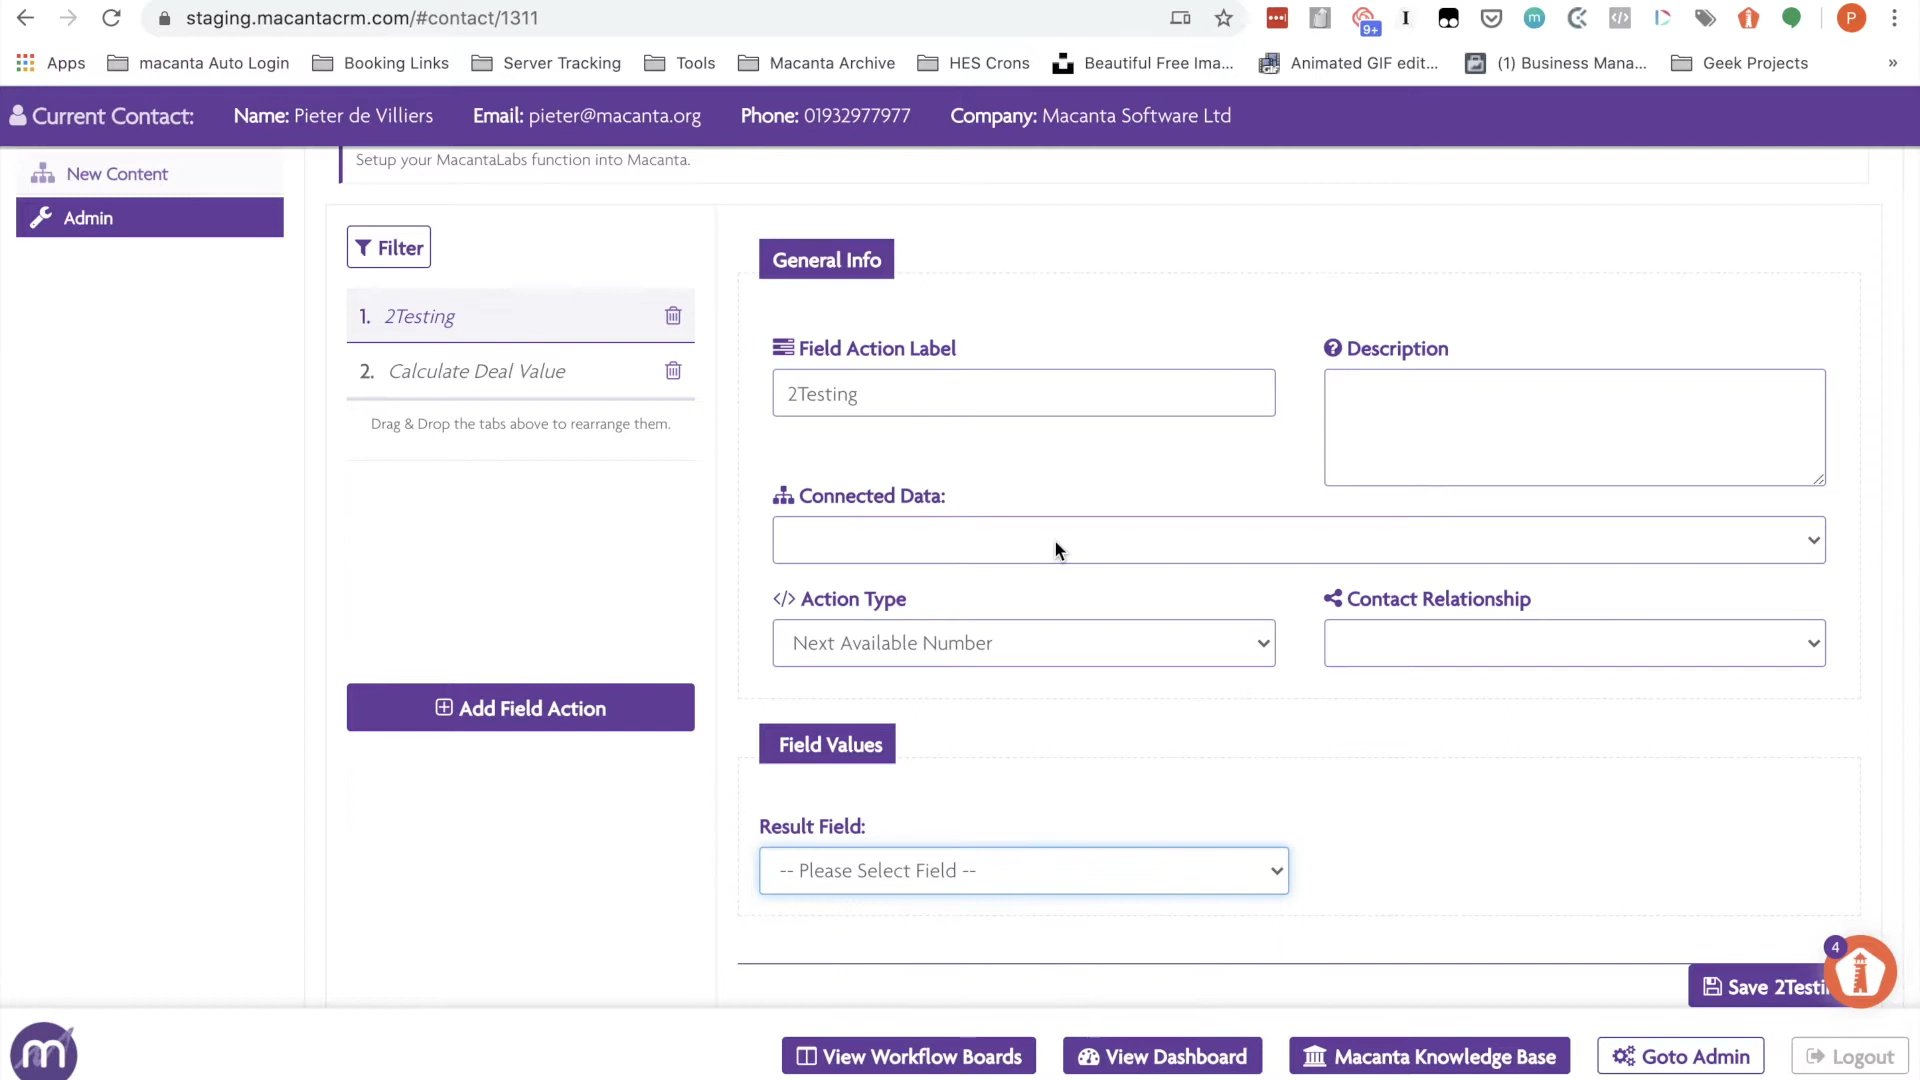 staging.macantacrm.com/#contact/1311
9+
P
Apps
macanta Auto Login
Booking Links
Server Tracking
Tools
Macanta Archive
HES Crons
Beautiful Free Ima...
Animated GIF edit...
(1) Business Mana...
Geek Projects
»
Current Contact:
Name: Pieter de Villiers
Email: pieter@macanta.org
Phone: 01932977977
Company: Macanta Software Ltd
New Content
Admin
Setup your MacantaLabs function into Macanta.
Filter
1. 2Testing
2. Calculate Deal Value
Drag & Drop the tabs above to rearrange them.
Add Field Action
General Info
Field Action Label
2Testing
Description
Connected Data:
</> Action Type
Next Available Number
Contact Relationship
Field Values
Result Field:
-- Please Select Field --
4
Save 2Testi
m
View Workflow Boards
View Dashboard
Macanta Knowledge Base
Goto Admin
Logout